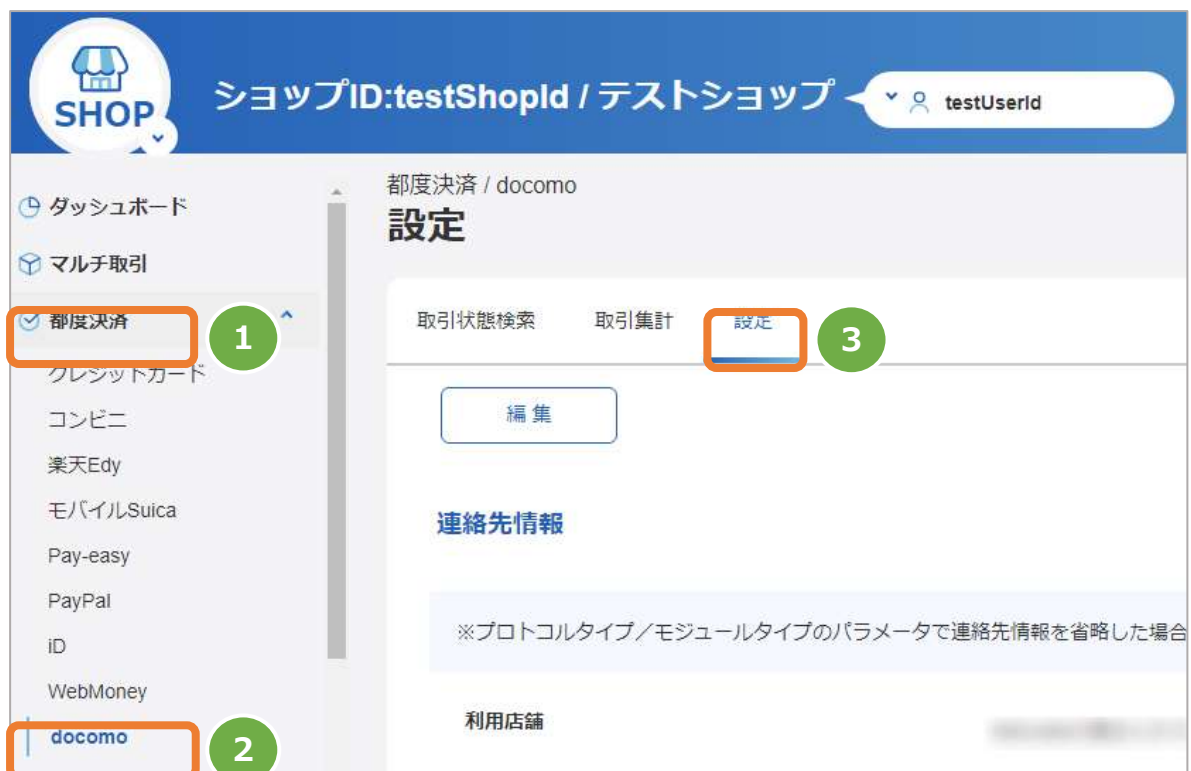 SHOP
ショップID:testShopId / テストショップ
testUserId
ダッシュボード
マルチ取引
都度決済
1
クレジットカード
コンビニ
楽天Edy
モバイルSuica
Pay-easy
PayPal
iD
WebMoney
docomo
2
都度決済 / docomo
設定
取引状態検索 取引集計 設定
3
編集
連絡先情報
※プロトコルタイプ／モジュールタイプのパラメータで連絡先情報を省略した場合
利用店舗